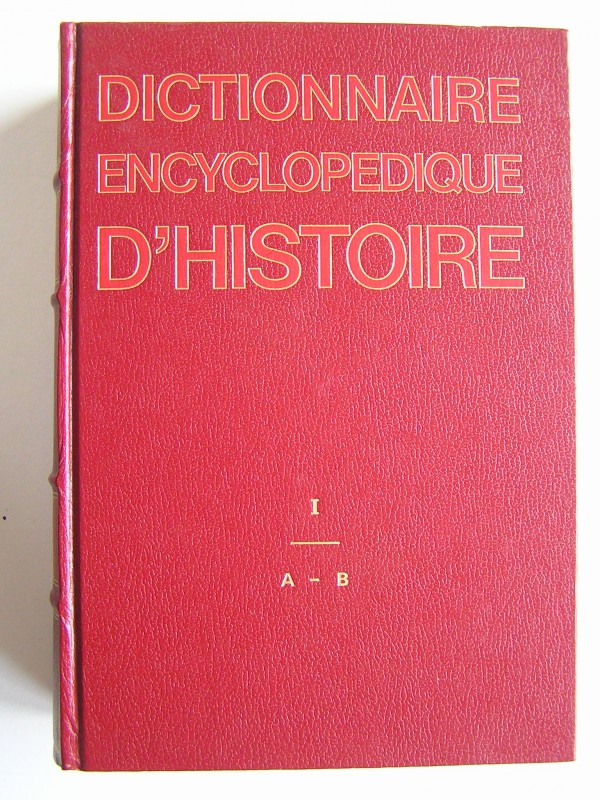 DICTIONNAIRE
ENCYCLOPEDIQUE
D'HISTOIRE
I
A - B